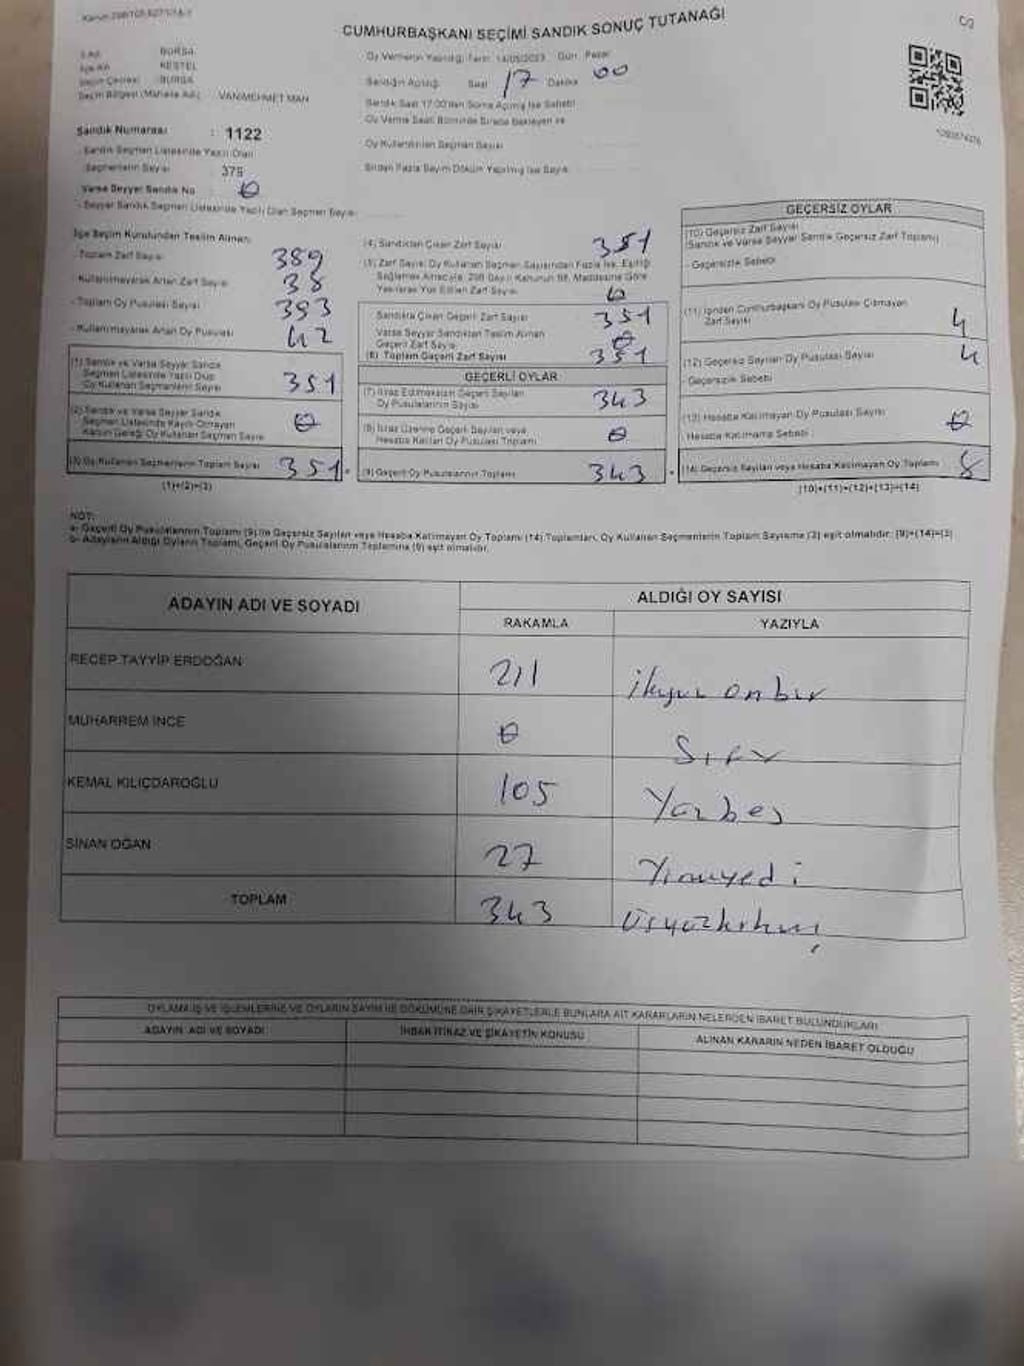 CUMHURBAŞKANI SEÇİMİ SANDIK SONUÇ TUTANAĞI
Oy Vermenin Yapıldığı Tarih: 14/05/2023 Gün: Pazar
İli BURSA
İlçe Adı KESTEL
Seçim Çevresi BURSA
Seçim Bölgesi (Mahalle Adı) VANİMEHMET MAH
Sandığın Açıldığı Saat 17 Dakika 00
Sandık Saat 17.00'den Sonra Açılmış İse Sebebi
Oy Verme Saati Bitiminde Sırada Bekleyen ve
Oy Kullandırılan Seçmen Sayısı
Birden Fazla Sayım Döküm Yapılmış İse Sayısı
Sandık Numarası : 1122
- Sandık Seçmen Listesinde Yazılı Olan
Seçmenlerin Sayısı 375
Varsa Seyyar Sandık No 0
- Seyyar Sandık Seçmen Listesinde Yazılı Olan Seçmen Sayısı
İlçe Seçim Kurulundan Teslim Alınan:
- Toplam Zarf Sayısı 389
- Kullanılmayarak Artan Zarf Sayısı 38
- Toplam Oy Pusulası Sayısı 393
- Kullanılmayarak Artan Oy Pusulası 42
(1) Sandık ve Varsa Seyyar Sandık
Seçmen Listesinde Yazılı Olup
Oy Kullanan Seçmenlerin Sayısı 351
(2) Sandık ve Varsa Seyyar Sandık
Seçmen Listesinde Kayıtlı Olmayan
Kanun Gereği Oy Kullanan Seçmen Sayısı 0
(3) Oy Kullanan Seçmenlerin Toplam Sayısı 351
(1)+(2)=(3)
(4) Sandıktan Çıkan Zarf Sayısı 351
(5) Zarf Sayısı Oy Kullanan Seçmen Sayısından Fazla İse, Eşitliği
Sağlamak Amacıyla, 298 Sayılı Kanunun 98. Maddesine Göre
Yakılarak Yok Edilen Zarf Sayısı 0
Sandıkta Çıkan Geçerli Zarf Sayısı 351
Varsa Seyyar Sandıktan Teslim Alınan
Geçerli Zarf Sayısı 0
(6) Toplam Geçerli Zarf Sayısı 351
GEÇERLİ OYLAR
(7) İtiraz Edilmeksizin Geçerli Sayılan
Oy Pusulalarının Sayısı 343
(8) İtiraz Üzerine Geçerli Sayılan veya
Hesaba Katılan Oy Pusulası Toplamı 0
(9) Geçerli Oy Pusulalarının Toplamı 343
GEÇERSİZ OYLAR
(10) Geçersiz Zarf Sayısı
(Sandık ve Varsa Seyyar Sandık Geçersiz Zarf Toplamı)
- Geçersizlik Sebebi
(11) İçinden Cumhurbaşkanı Oy Pusulası Çıkmayan
Zarf Sayısı 4
(12) Geçersiz Sayılan Oy Pusulası Sayısı 4
- Geçersizlik Sebebi
(13) Hesaba Katılmayan Oy Pusulası Sayısı 0
Hesaba Katılmama Sebebi
(14) Geçersiz Sayılan veya Hesaba Katılmayan Oy Toplamı 8
(10)+(11)+(12)+(13)=(14)
NOT:
a- Geçerli Oy Pusulalarının Toplamı (9) ile Geçersiz Sayılan veya Hesaba Katılmayan Oy Toplamı (14) Toplamları, Oy Kullanan Seçmenlerin Toplam Sayısına (3) eşit olmalıdır. (9)+(14)=(3)
b- Adayların Aldığı Oyların Toplamı, Geçerli Oy Pusulalarının Toplamına (9) eşit olmalıdır.
ADAYIN ADI VE SOYADI ALDIĞI OY SAYISI
RAKAMLA YAZIYLA
RECEP TAYYİP ERDOĞAN 211 ikiyüz onbir
MUHARREM İNCE 0 Sıfır
KEMAL KILIÇDAROĞLU 105 Yüzbeş
SİNAN OĞAN 27 Yirmiyedi
TOPLAM 343 Üçyüzkırküç
OYLAMA İŞ VE İŞLEMLERİNE VE OYLARIN SAYIM VE DÖKÜMÜNE DAİR ŞİKAYETLERLE BUNLARA AİT KARARLARIN NELERDEN İBARET BULUNDUKLARI
ADAYIN ADI VE SOYADI İHBAR İTİRAZ VE ŞİKAYETİN KONUSU ALINAN KARARIN NEDEN İBARET OLDUĞU